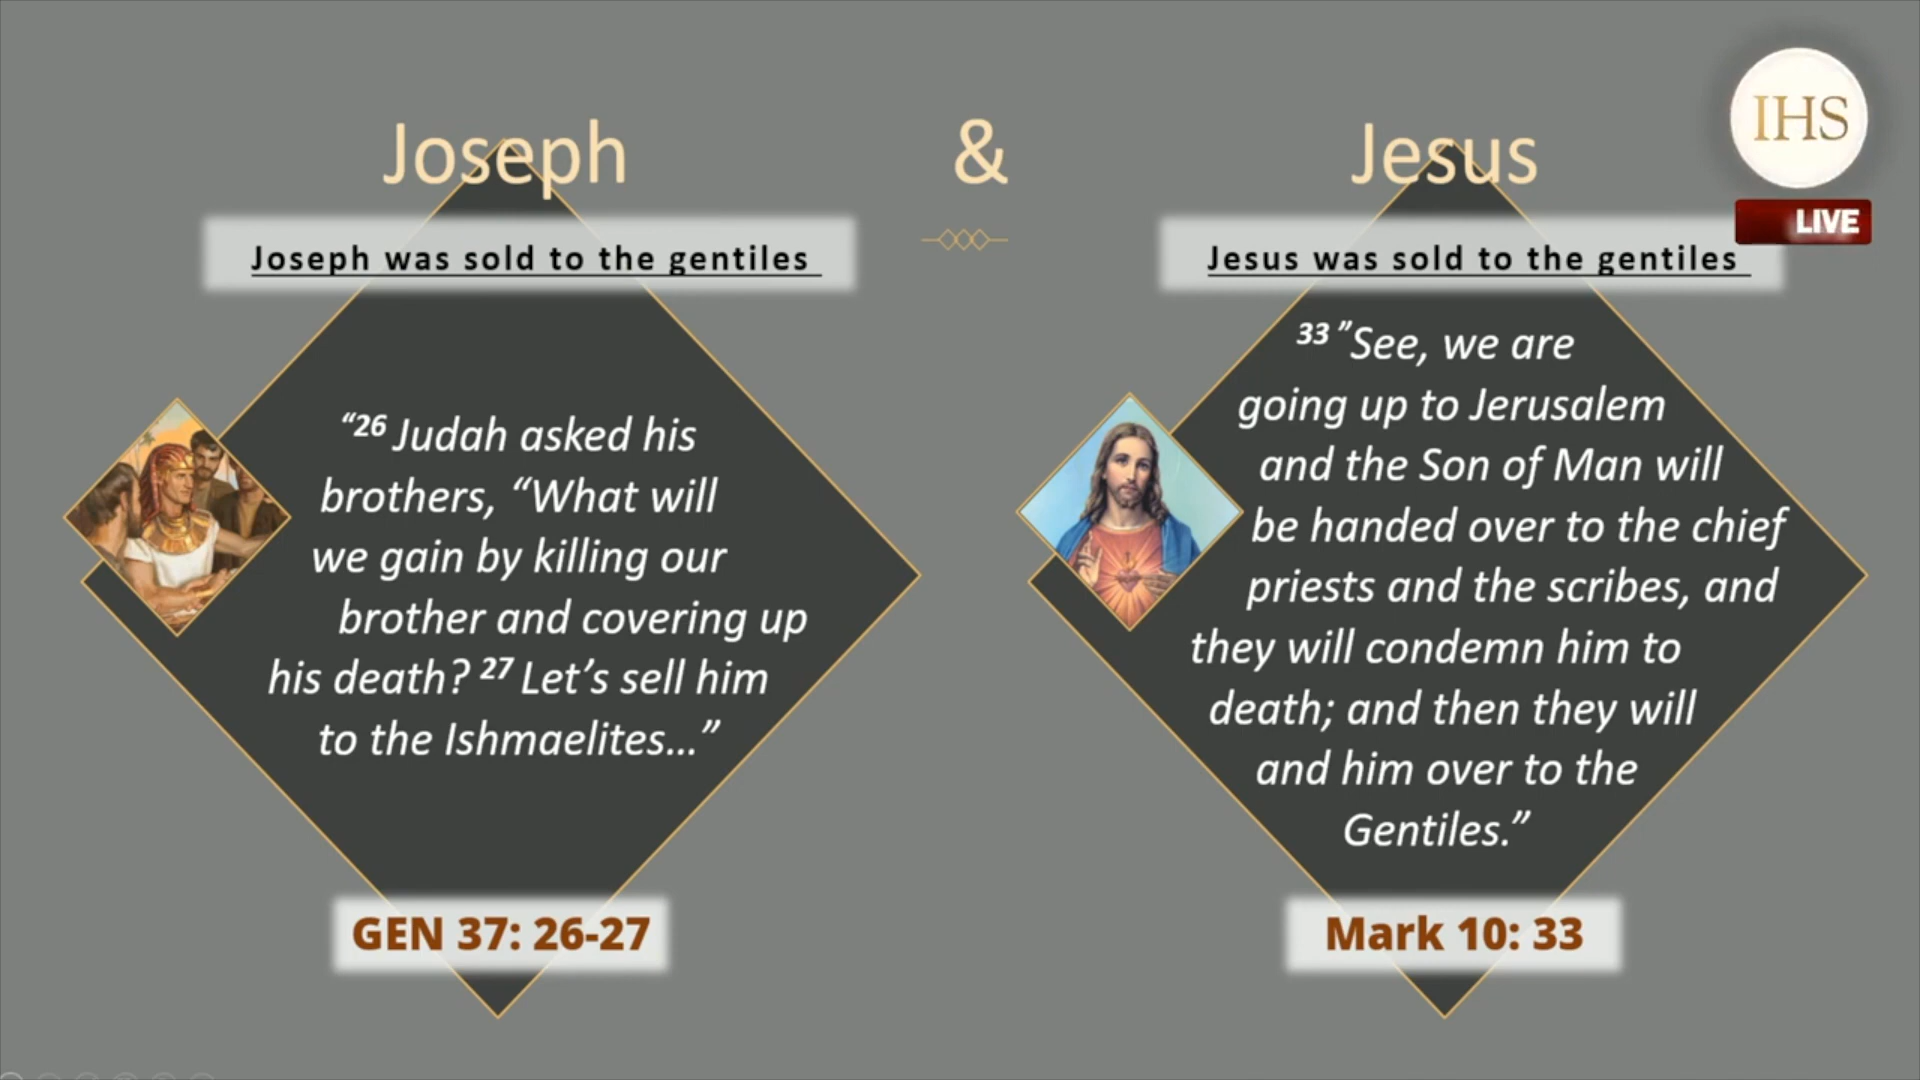 Joseph & Jesus
IHS
LIVE
Joseph was sold to the gentiles
“26 Judah asked his
brothers, “What will
we gain by killing our
brother and covering up
his death? 27 Let’s sell him
to the Ishmaelites...”
GEN 37: 26-27
Jesus was sold to the gentiles
33 ”See, we are
going up to Jerusalem
and the Son of Man will
be handed over to the chief
priests and the scribes, and
they will condemn him to
death; and then they will
and him over to the
Gentiles.”
Mark 10: 33